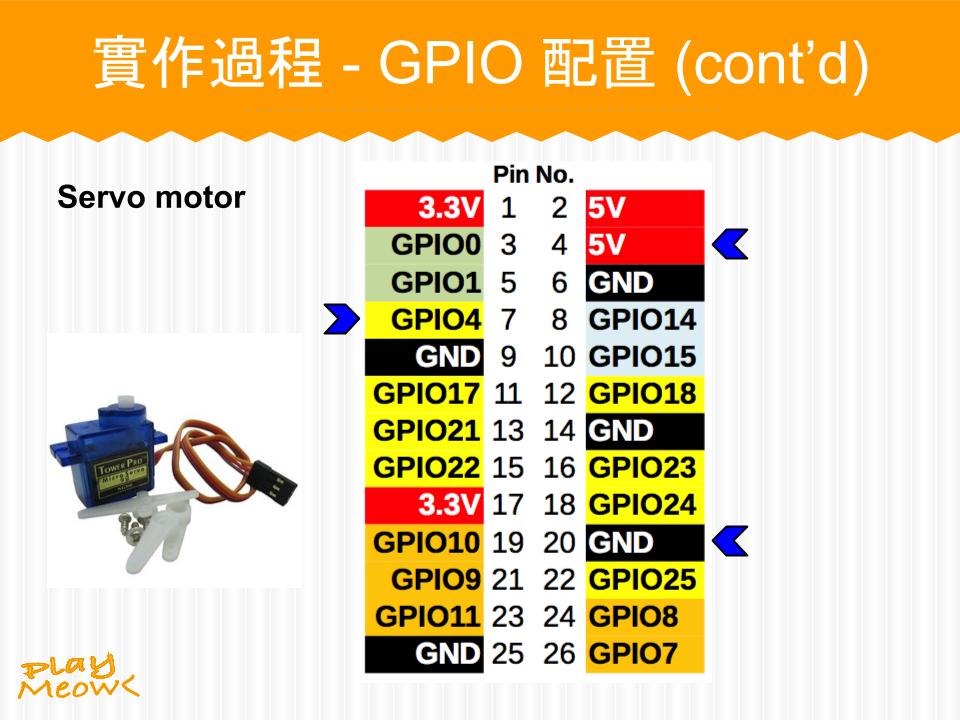 實作過程 - GPIO 配置 (cont’d)
Servo motor
Pin No.
3.3V 1 2 5V
GPIO0 3 4 5V
GPIO1 5 6 GND
GPIO4 7 8 GPIO14
GND 9 10 GPIO15
GPIO17 11 12 GPIO18
GPIO21 13 14 GND
GPIO22 15 16 GPIO23
3.3V 17 18 GPIO24
GPIO10 19 20 GND
GPIO9 21 22 GPIO25
GPIO11 23 24 GPIO8
GND 25 26 GPIO7
TOWER PRO
Micro Servo
Play
Meow